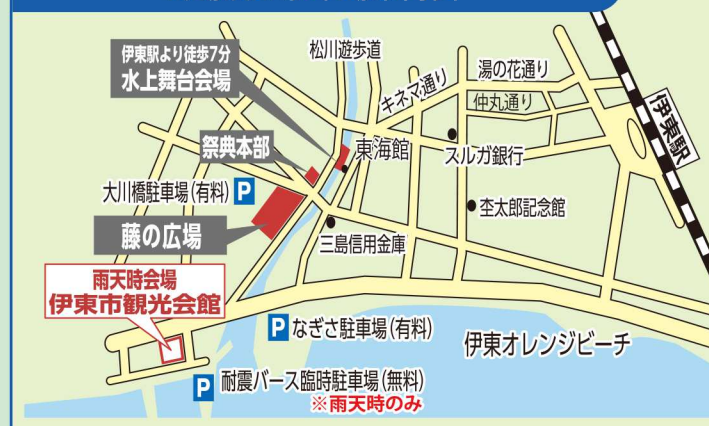 伊東駅より徒歩7分
水上舞台会場
松川遊歩道
キネマ通り
湯の花通り
仲丸通り
伊東駅
祭典本部
東海館
スルガ銀行
大川橋駐車場(有料) P
藤の広場
三島信用金庫
杢太郎記念館
雨天時会場
伊東市観光会館
P なぎさ駐車場(有料)
伊東オレンジビーチ
P 耐震バース臨時駐車場(無料)
※雨天時のみ